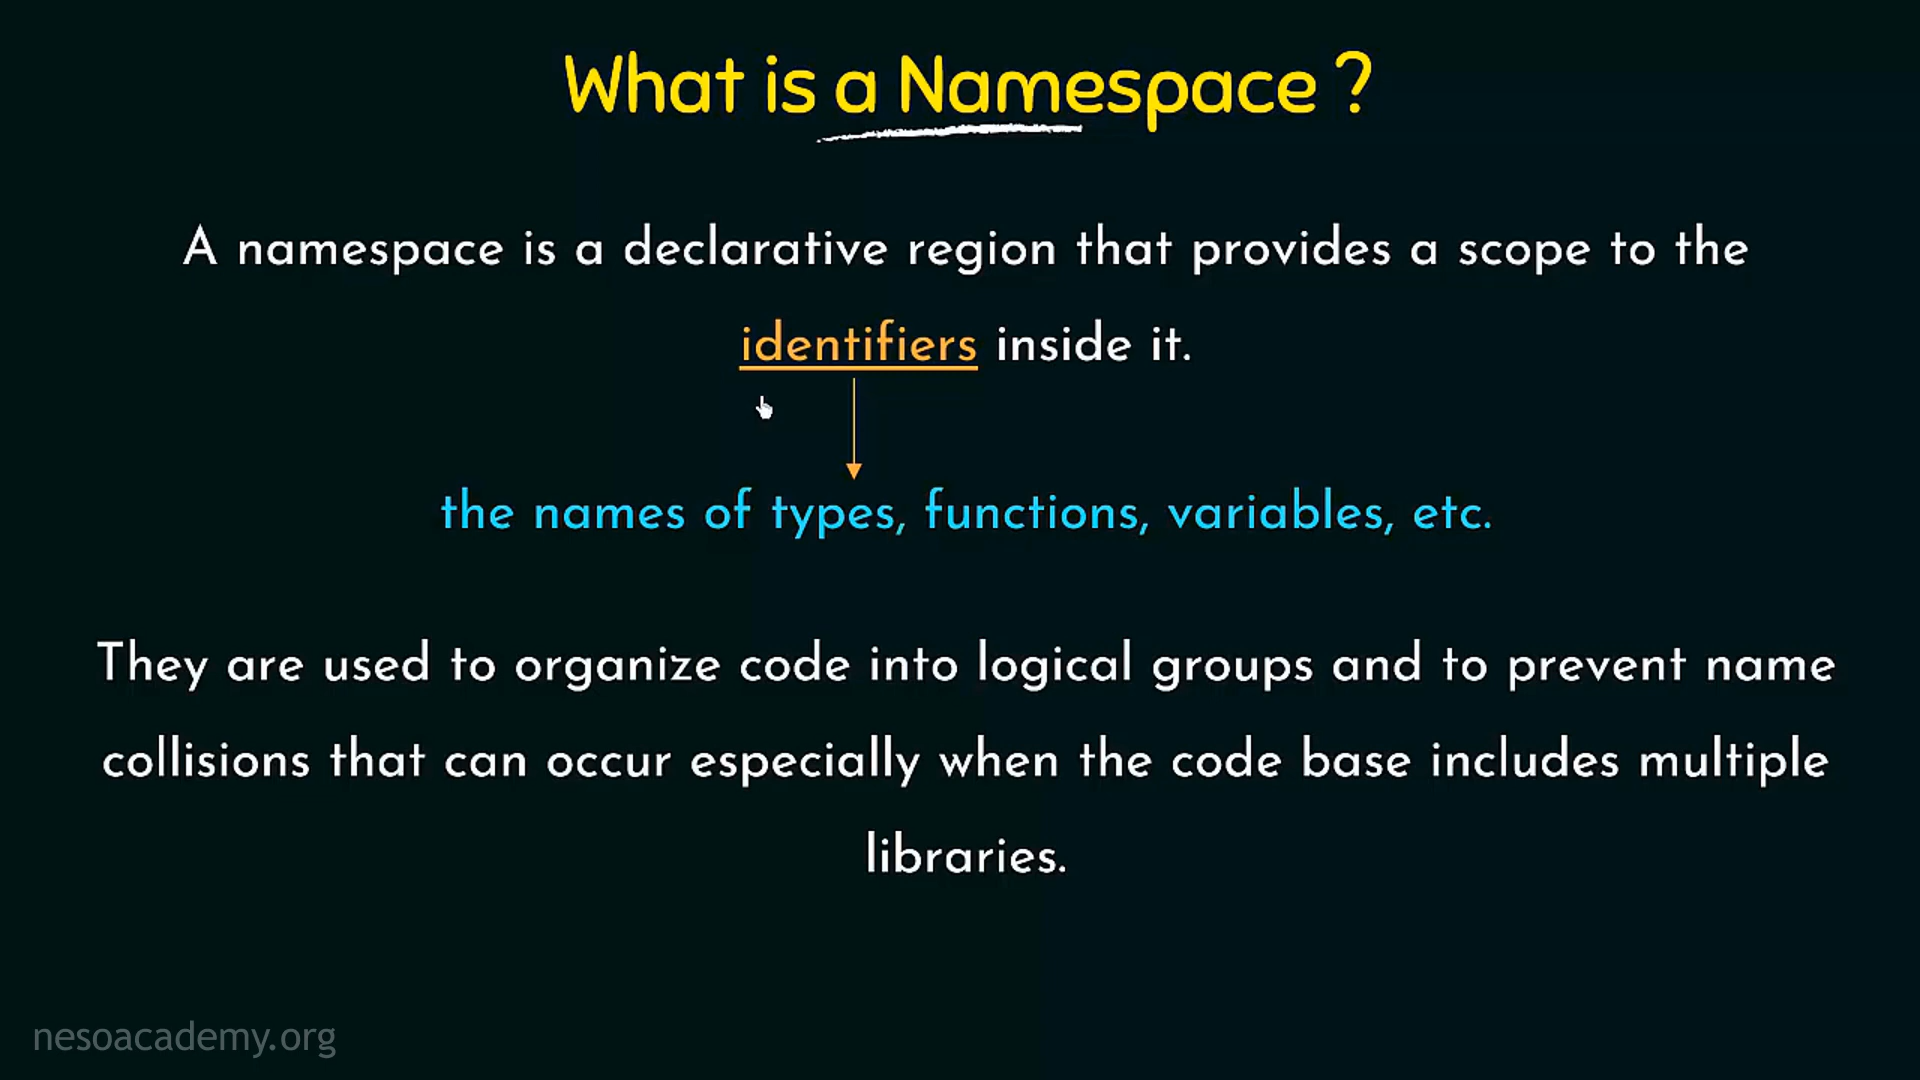 What is a Namespace ?
A namespace is a declarative region that provides a scope to the
identifiers inside it.
the names of types, functions, variables, etc.
They are used to organize code into logical groups and to prevent name
collisions that can occur especially when the code base includes multiple
libraries.
nesoacademy.org